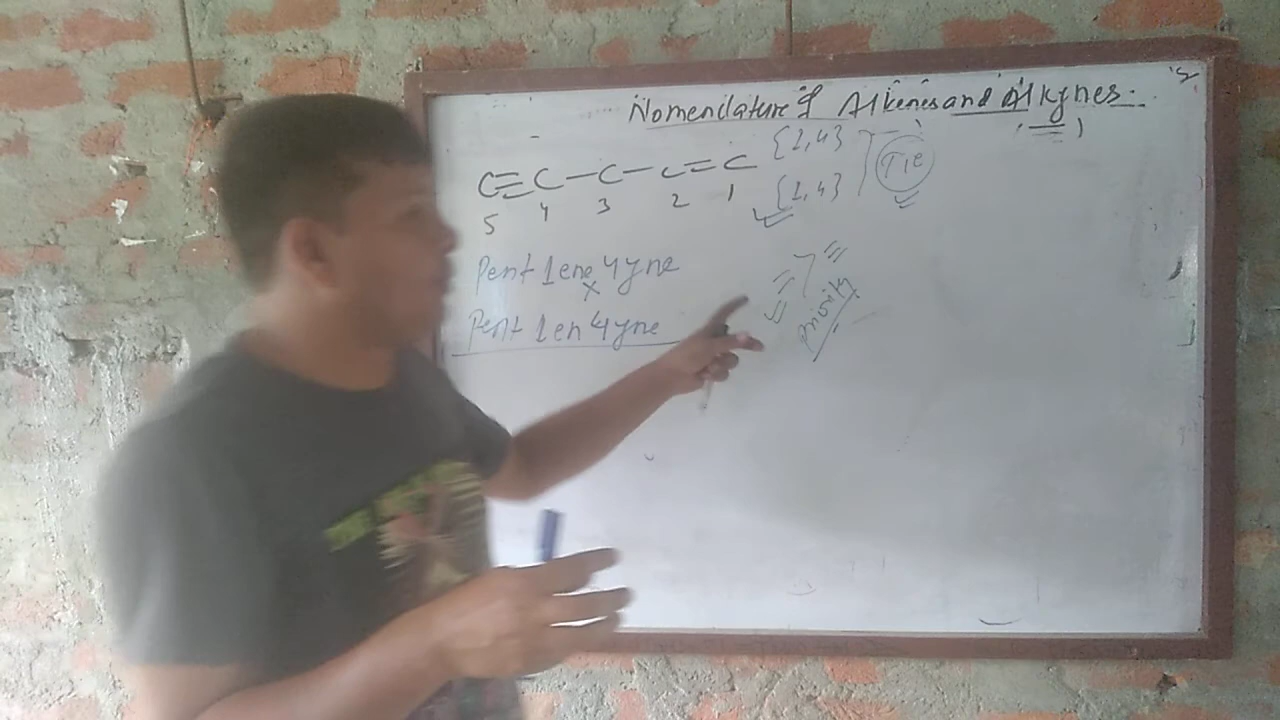 Nomenclature of Alkenes and Alkynes.
( = )
C≡C–C–C=C {1,4}
5 4 3 2 1 {1,4}
Tie
Pent 1ene 4yne
x
Pent 1en 4yne
= 7 ≡
Priority